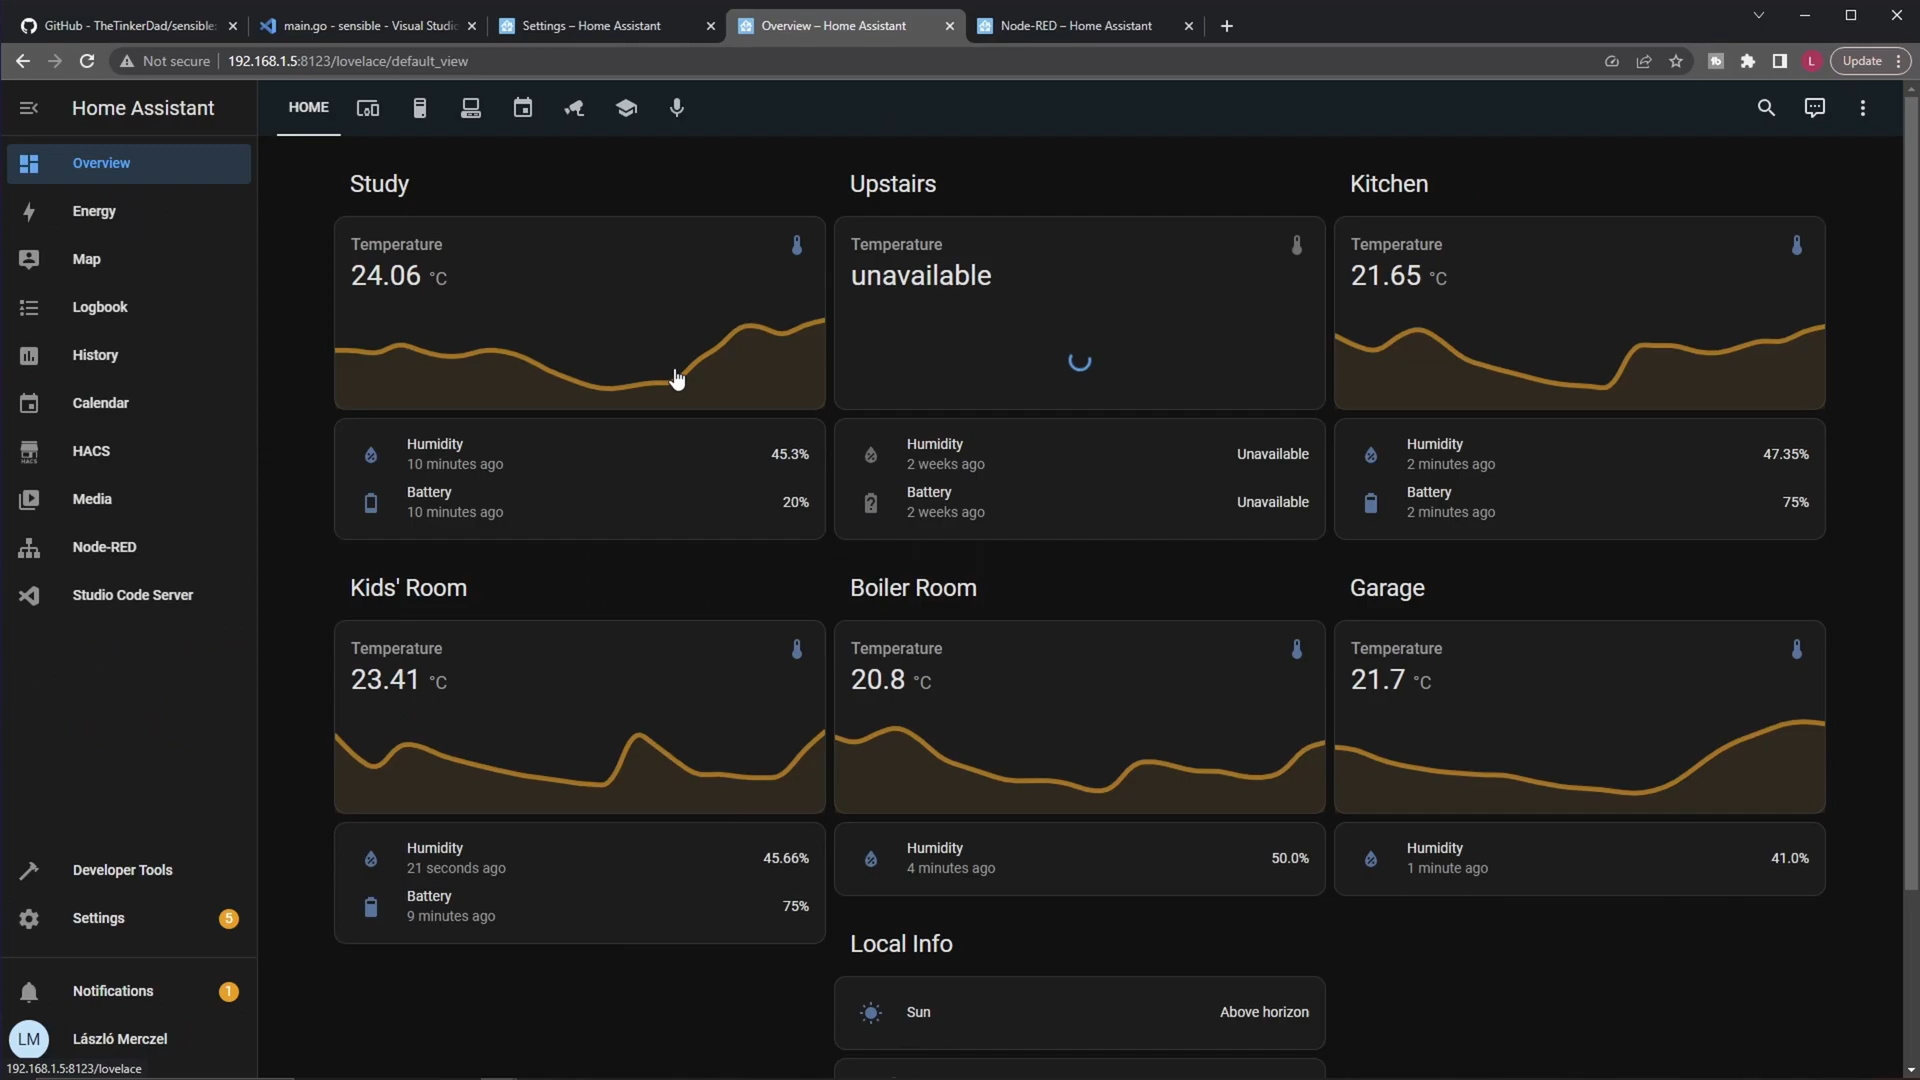 GitHub - TheTinkerDad/sensible:
main.go - sensible - Visual Studio
Settings – Home Assistant
Overview – Home Assistant
Node-RED – Home Assistant
Not secure
192.168.1.5:8123/lovelace/default_view
L
Update
Home Assistant
HOME
Overview
Energy
Map
Logbook
History
Calendar
HACS
HACS
Media
Node-RED
Studio Code Server
Developer Tools
Settings
5
Notifications
1
LM
László Merczel
192.168.1.5:8123/lovelace
Study
Temperature
24.06 °C
Humidity
10 minutes ago
45.3%
Battery
10 minutes ago
20%
Upstairs
Temperature
unavailable
Humidity
2 weeks ago
Unavailable
Battery
2 weeks ago
Unavailable
Kitchen
Temperature
21.65 °C
Humidity
2 minutes ago
47.35%
Battery
2 minutes ago
75%
Kids' Room
Temperature
23.41 °C
Humidity
21 seconds ago
45.66%
Battery
9 minutes ago
75%
Boiler Room
Temperature
20.8 °C
Humidity
4 minutes ago
50.0%
Garage
Temperature
21.7 °C
Humidity
1 minute ago
41.0%
Local Info
Sun
Above horizon